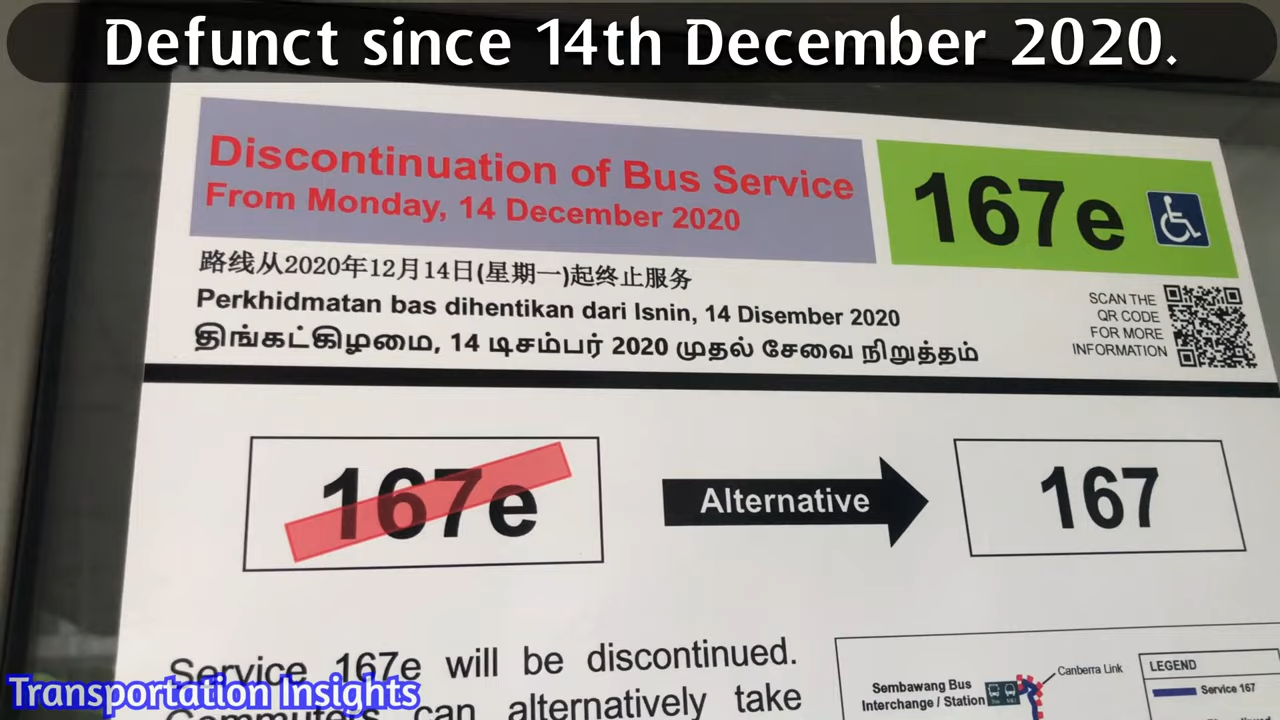 Defunct since 14th December 2020.
Discontinuation of Bus Service
From Monday, 14 December 2020
167e
路线从2020年12月14日(星期一)起终止服务
Perkhidmatan bas dihentikan dari Isnin, 14 Disember 2020
திங்கட்கிழமை, 14 டிசம்பர் 2020 முதல் சேவை நிறுத்தம்
SCAN THE
QR CODE
FOR MORE
INFORMATION
167e
Alternative
167
Service 167e will be discontinued.
Commuters can alternatively take
Sembawang Bus
Interchange / Station
Canberra Link
LEGEND
Service 167
Transportation Insights